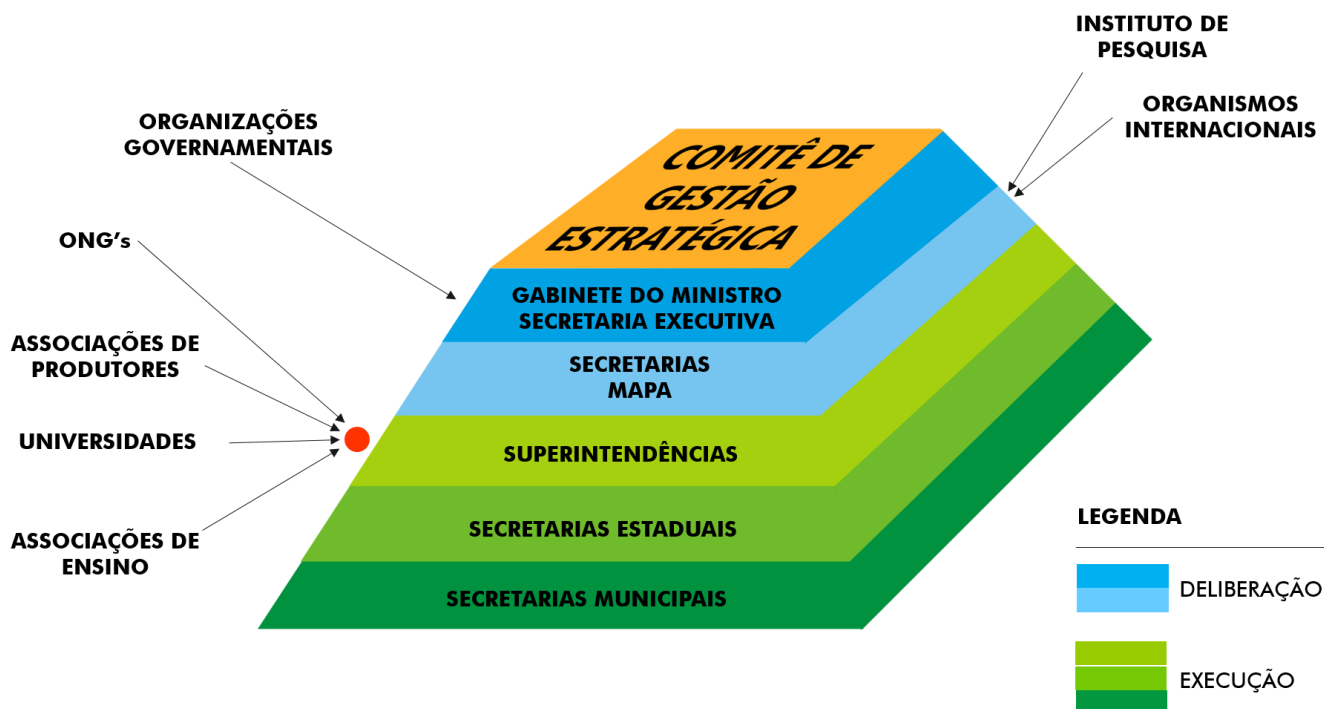 INSTITUTO DE
PESQUISA
ORGANISMOS
INTERNACIONAIS
ORGANIZAÇÕES
GOVERNAMENTAIS
ONG's
ASSOCIAÇÕES DE
PRODUTORES
UNIVERSIDADES
ASSOCIAÇÕES DE
ENSINO
COMITÊ DE
GESTÃO
ESTRATÉGICA
GABINETE DO MINISTRO
SECRETARIA EXECUTIVA
SECRETARIAS
MAPA
SUPERINTENDÊNCIAS
SECRETARIAS ESTADUAIS
SECRETARIAS MUNICIPAIS
LEGENDA
DELIBERAÇÃO
EXECUÇÃO